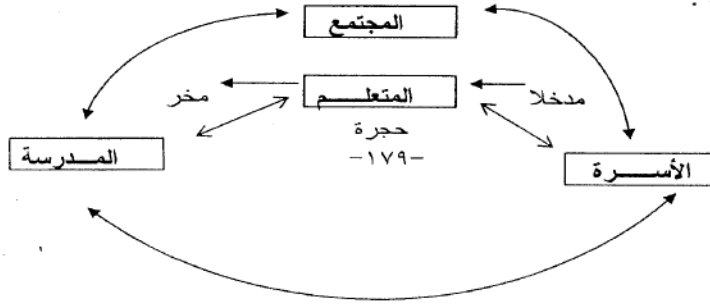 المجتمع
مدخلا
المتعلم
مخر
حجرة
المدرسة
-١٧٩-
الأسرة